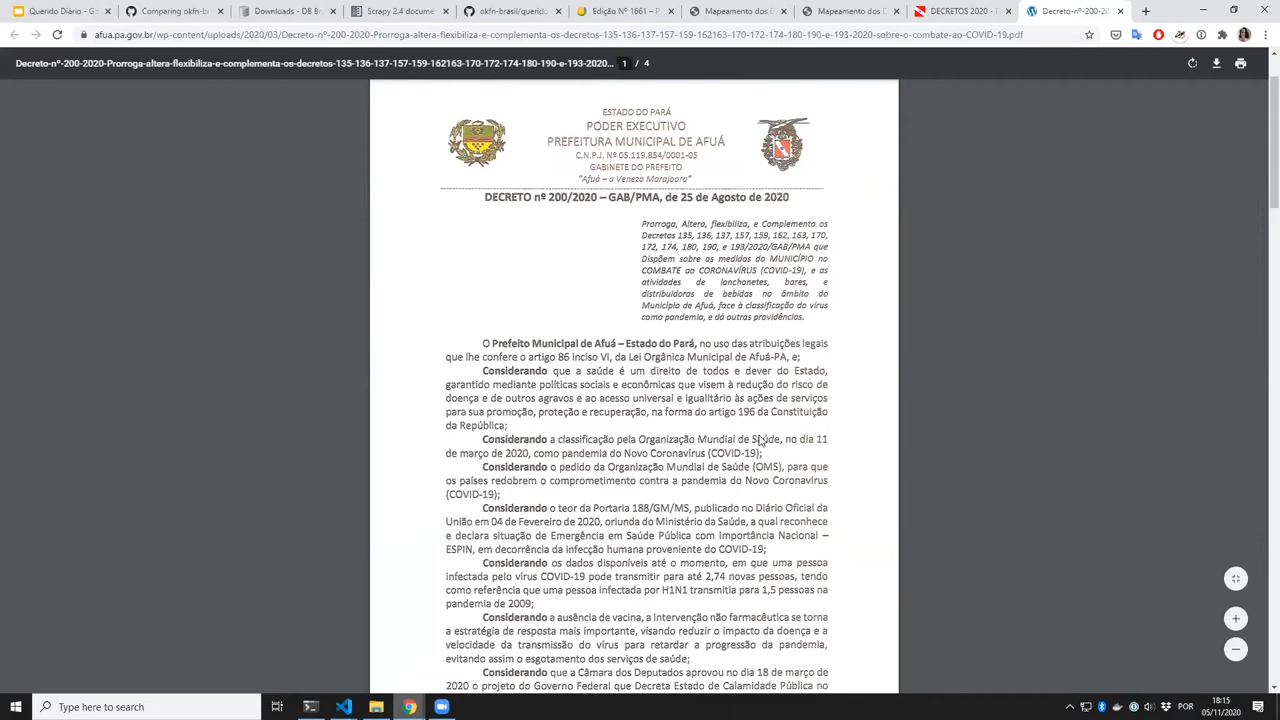 Querido Diário
Comparing okfn-b
Downloads - DB Br
Scrapy 2.4 docume
okfn-brasil/querido
Edição Nº 1661 – P
Mapeamento dos D
Mapeamento dos D
DECRETOS 2020 -
Decreto-nº-200-20
afua.pa.gov.br/wp-content/uploads/2020/03/Decreto-nº-200-2020-Prorroga-altera-flexibiliza-e-complementa-os-decretos-135-136-137-157-159-162163-170-172-174-180-190-e-193-2020-sobre-o-combate-ao-COVID-19.pdf
Decreto-nº-200-2020-Prorroga-altera-flexibiliza-e-complementa-os-decretos-135-136-137-157-159-162163-170-172-174-180-190-e-193-2020... 1 / 4
ESTADO DO PARÁ
PODER EXECUTIVO
PREFEITURA MUNICIPAL DE AFUÁ
C.N.P.J. Nº 05.119.854/0001-05
GABINETE DO PREFEITO
"Afuá – a Veneza Marajoara"
DECRETO nº 200/2020 – GAB/PMA, de 25 de Agosto de 2020
Prorroga, Altera, flexibiliza, e Complementa os
Decretos 135, 136, 137, 157, 159, 162, 163, 170,
172, 174, 180, 190, e 193/2020/GAB/PMA que
Dispõem sobre as medidas do MUNICÍPIO no
COMBATE ao CORONAVÍRUS (COVID-19), e as
atividades de lanchonetes, bares, e
distribuidoras de bebidas no âmbito do
Município de Afuá, face à classificação do vírus
como pandemia, e dá outras providências.
O Prefeito Municipal de Afuá – Estado do Pará, no uso das atribuições legais
que lhe confere o artigo 86 inciso VI, da Lei Orgânica Municipal de Afuá-PA, e;
Considerando que a saúde é um direito de todos e dever do Estado,
garantido mediante políticas sociais e econômicas que visem à redução do risco de
doença e de outros agravos e ao acesso universal e igualitário às ações de serviços
para sua promoção, proteção e recuperação, na forma do artigo 196 da Constituição
da República;
Considerando a classificação pela Organização Mundial de Saúde, no dia 11
de março de 2020, como pandemia do Novo Coronavírus (COVID-19);
Considerando o pedido da Organização Mundial de Saúde (OMS), para que
os países redobrem o comprometimento contra a pandemia do Novo Coronavírus
(COVID-19);
Considerando o teor da Portaria 188/GM/MS, publicado no Diário Oficial da
União em 04 de Fevereiro de 2020, oriunda do Ministério da Saúde, a qual reconhece
e declara situação de Emergência em Saúde Pública com Importância Nacional –
ESPIN, em decorrência da infecção humana proveniente do COVID-19;
Considerando os dados disponíveis até o momento, em que uma pessoa
infectada pelo vírus COVID-19 pode transmitir para até 2,74 novas pessoas, tendo
como referência que uma pessoa infectada por H1N1 transmitia para 1,5 pessoas na
pandemia de 2009;
Considerando a ausência de vacina, a intervenção não farmacêutica se torna
a estratégia de resposta mais importante, visando reduzir o impacto da doença e a
velocidade da transmissão do vírus para retardar a progressão da pandemia,
evitando assim o esgotamento dos serviços de saúde;
Considerando que a Câmara dos Deputados aprovou no dia 18 de março de
2020 o projeto do Governo Federal que Decreta Estado de Calamidade Pública no
Type here to search
POR
18:15
05/11/2020